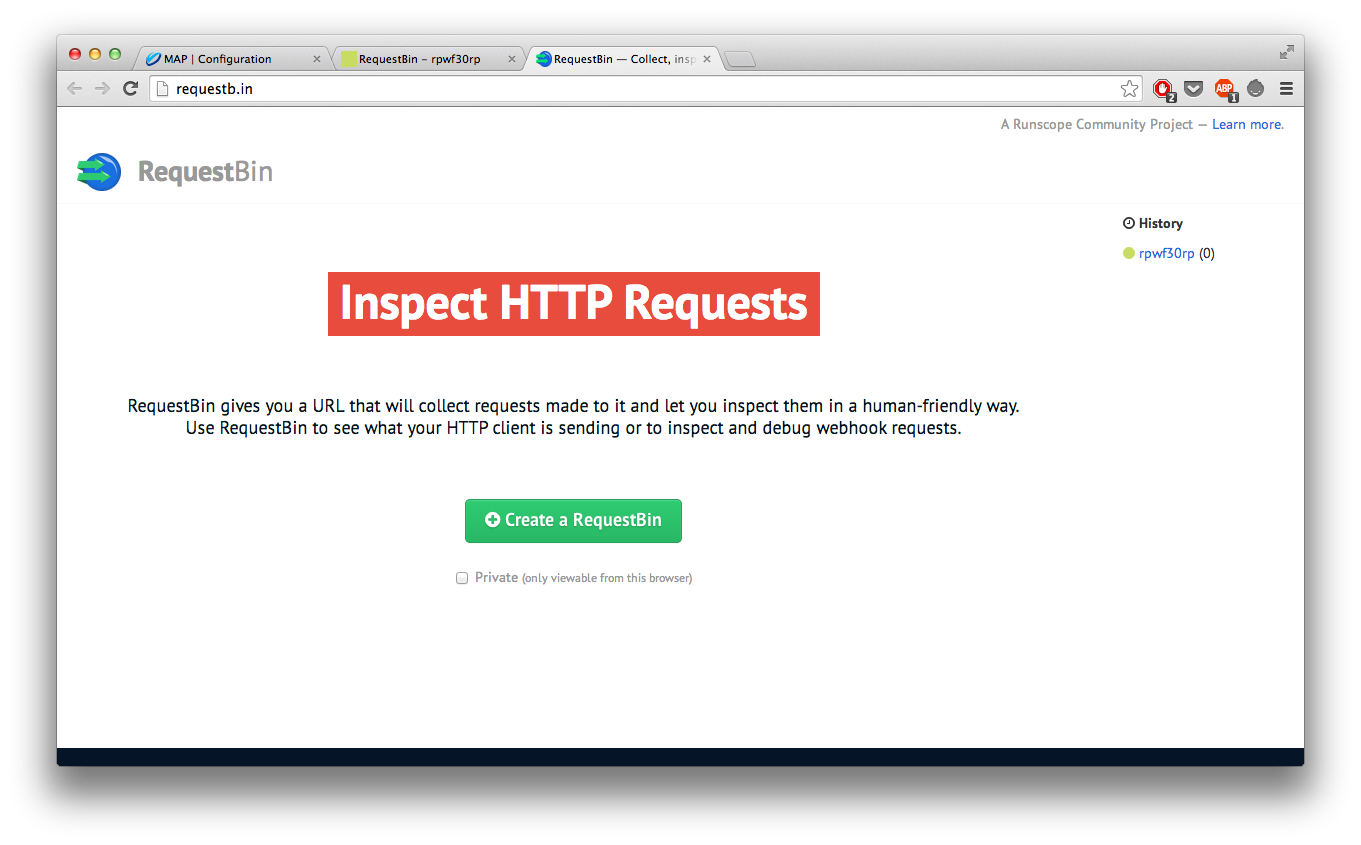 MAP | Configuration
RequestBin – rpwf30rp
RequestBin — Collect, insp
requestb.in
2
ABP
1
A Runscope Community Project — Learn more.
RequestBin
History
rpwf30rp (0)
Inspect HTTP Requests
RequestBin gives you a URL that will collect requests made to it and let you inspect them in a human-friendly way.
Use RequestBin to see what your HTTP client is sending or to inspect and debug webhook requests.
Create a RequestBin
Private (only viewable from this browser)